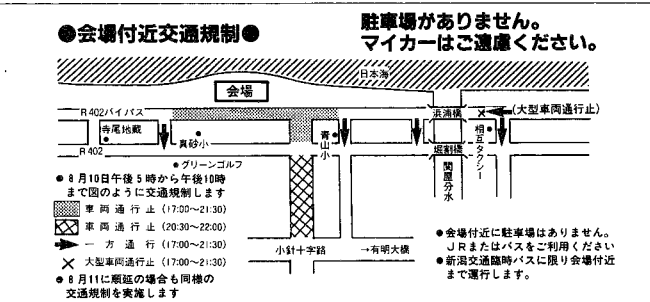 ●会場付近交通規制●
駐車場がありません。
マイカーはご遠慮ください。
日本海
会場
R402バイパス
浜浦橋
(大型車両通行止)
寺尾地蔵
真砂小
青山小
相互タクシー
R402
堀割橋
グリーンゴルフ
関屋分水
●8月10日午後5時から午後10時
まで図のように交通規制します
車両通行止(17:00〜21:30)
車両通行止(20:30〜22:00)
一方通行(17:00〜21:30)
大型車両通行止(17:00〜21:30)
●8月11に順延の場合も同様の
交通規制を実施します
小針十字路
→有明大橋
●会場付近に駐車場はありません。
JRまたはバスをご利用ください
●新潟交通臨時バスに限り会場付近
まで運行します。